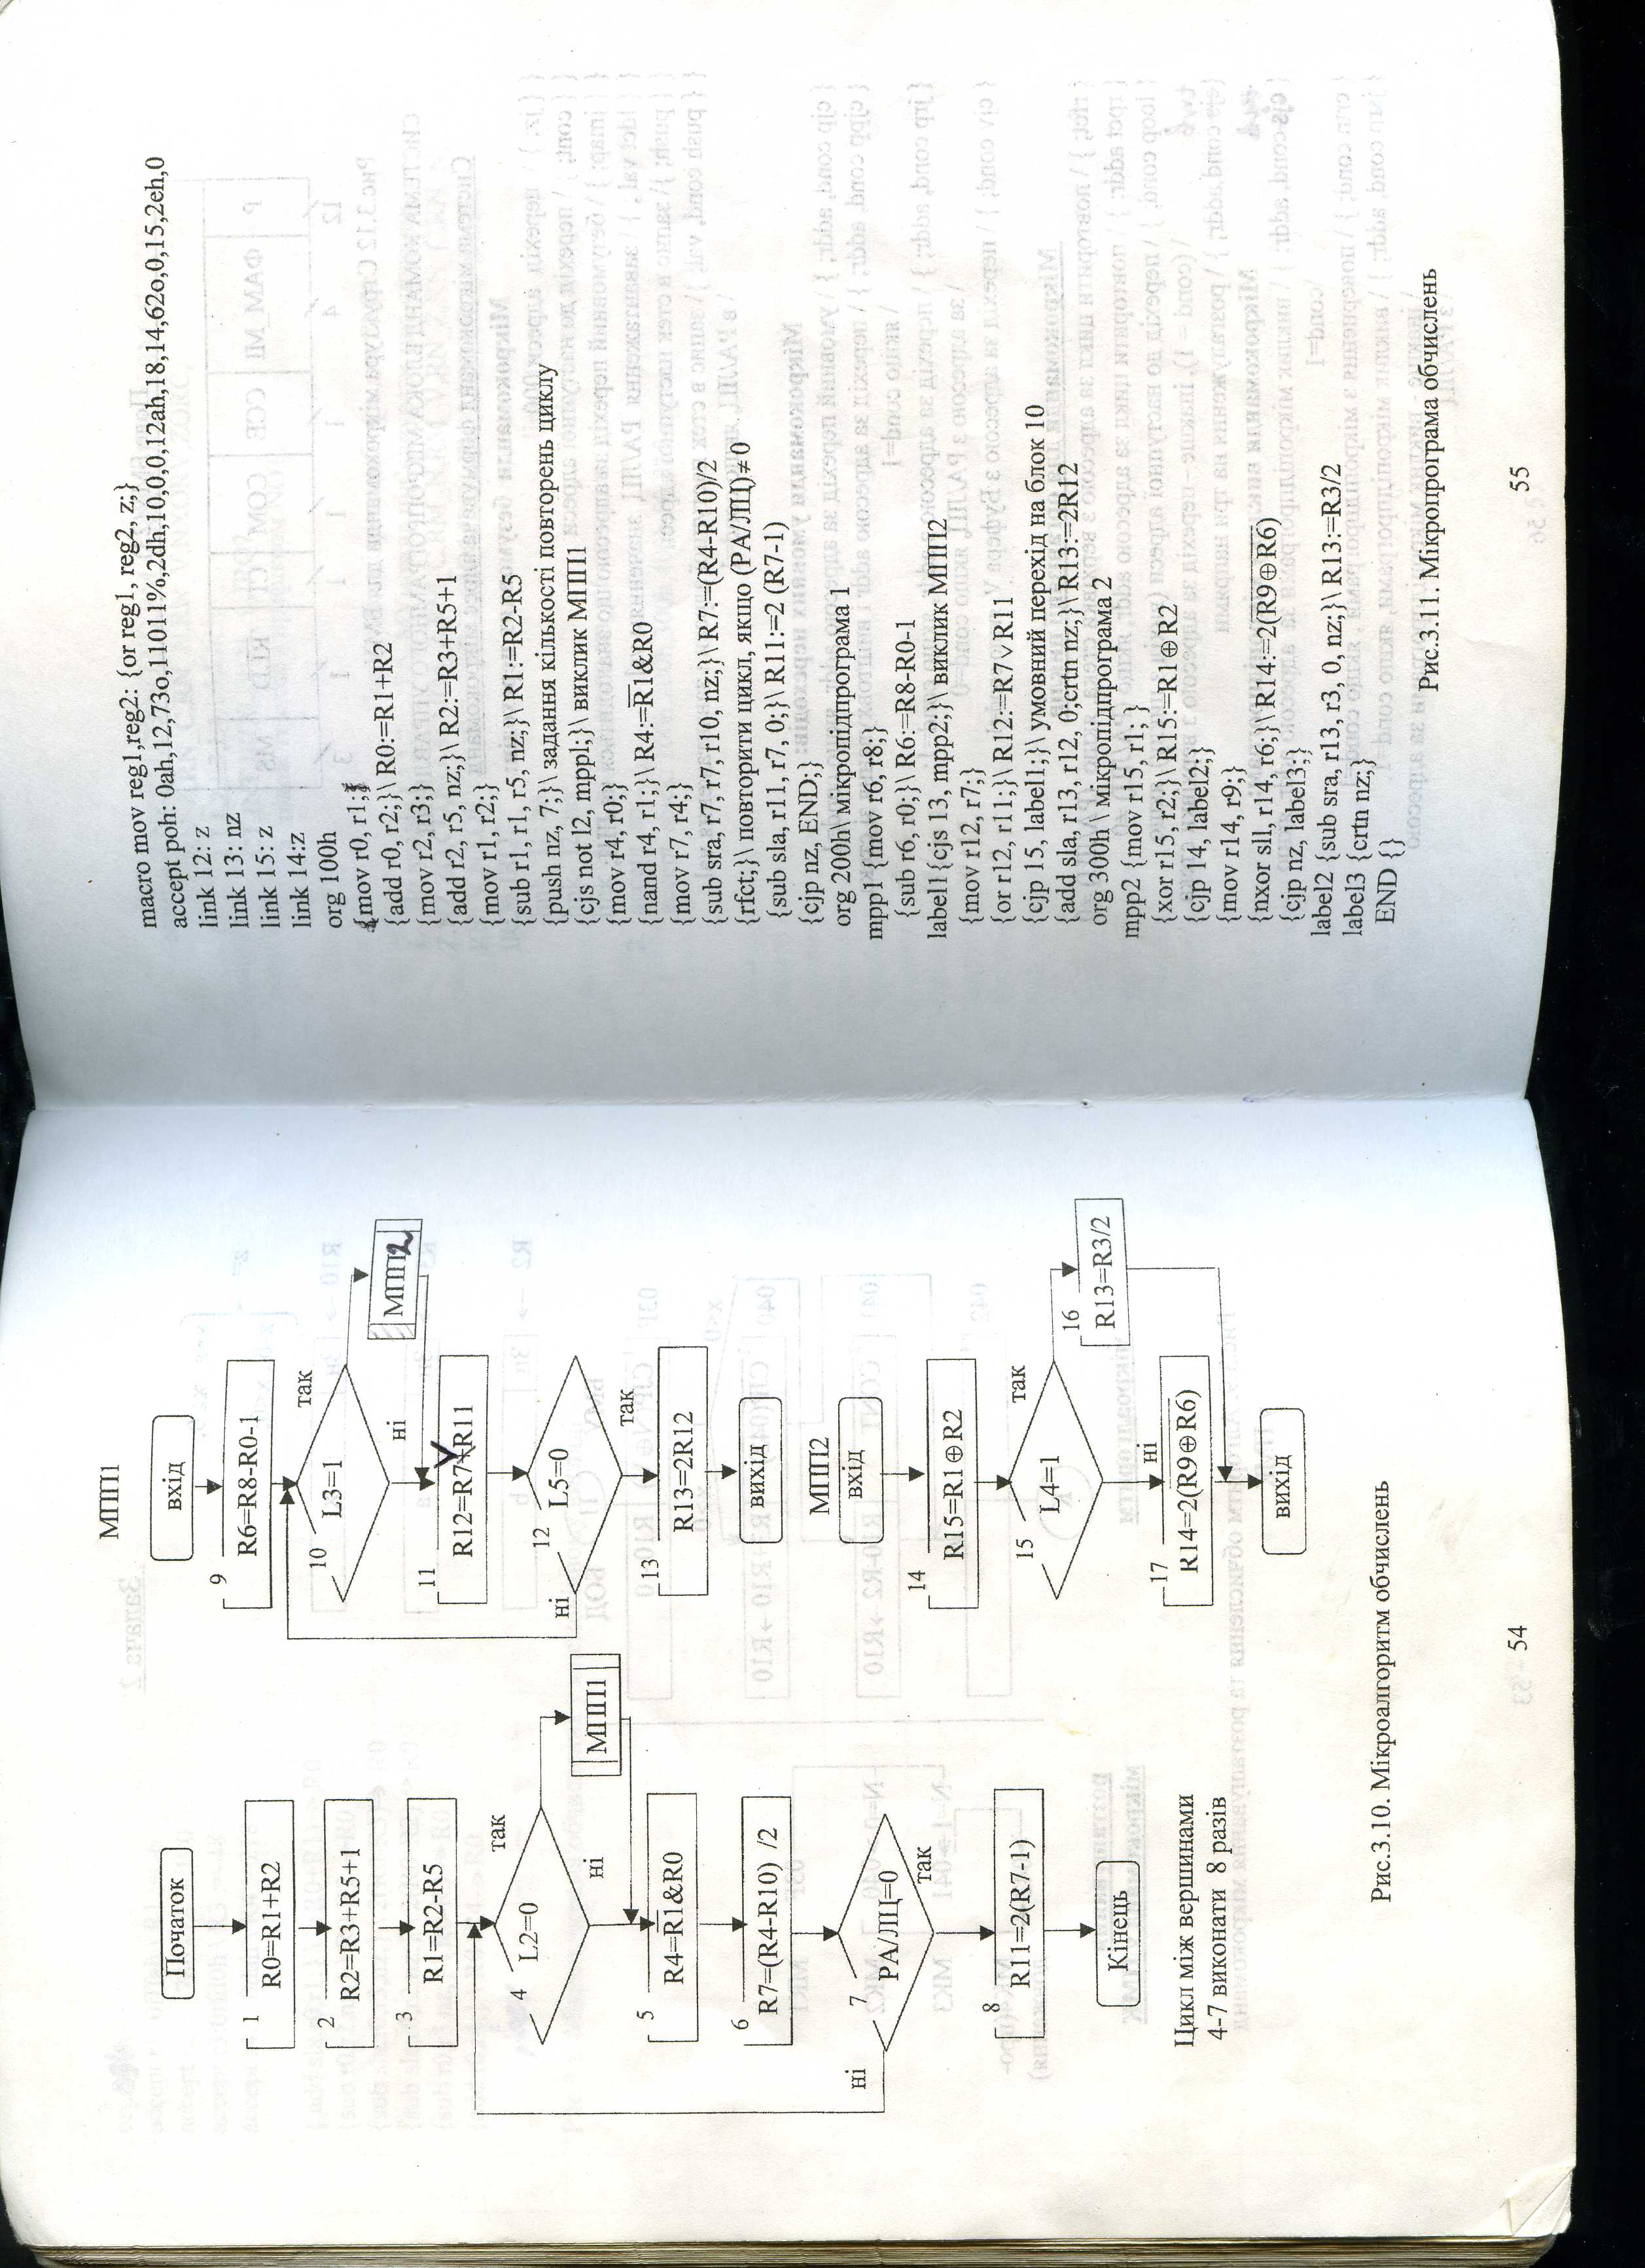 Початок
1
R0=R1+R2
2
R2=R3+R5+1
3
R1=R2-R5
4
L2=0
так
ні
МПП1
5
R4=R1&R0
6
R7=(R4-R10) /2
7
РА/ЛЦ=0
ні
так
8
R11=2(R7-1)
Кінець
Цикл між вершинами
4-7 виконати 8 разів
МПП1
вхід
9
R6=R8-R0-1
10
L3=1
так
ні
МПП2
11
R12=R7∨R11
12
L5=0
ні
так
13
R13=2R12
вихід
МПП2
вхід
14
R15=R1⊕R2
15
L4=1
так
ні
16
R13=R3/2
17
R14=2(R9⊕R6)
вихід
Рис.3.10. Мікроалгоритм обчислень
54
macro mov reg1,reg2: {or reg1, reg2, z;}
accept poh: 0ah,12,73o,11011%,2dh,10,0,0,12ah,18,14,62o,0,15,2eh,0
link l2: z
link l3: nz
link l5: z
link l4:z
org 100h
{mov r0, r1;}
{add r0, r2;}\ R0:=R1+R2
{mov r2, r3;}
{add r2, r5, nz;}\ R2:=R3+R5+1
{mov r1, r2;}
{sub r1, r1, r5, nz;}\ R1:=R2-R5
{push nz, 7;}\ задання кількості повторень циклу
{cjs not l2, mpp1;}\ виклик МПП1
{mov r4, r0;}
{nand r4, r1;}\ R4:=R̅1&R0
{mov r7, r4;}
{sub sra, r7, r7, r10, nz;}\ R7:=(R4-R10)/2
{rfct;}\ повторити цикл, якщо (РА/ЛЦ)≠0
{sub sla, r11, r7, 0;}\ R11:=2 (R7-1)
{cjp nz, END;}
org 200h\ мікропідпрограма 1
mpp1 {mov r6, r8;}
{sub r6, r0;}\ R6:=R8-R0-1
label1{cjs l3, mpp2;}\ виклик МПП2
{mov r12, r7;}
{or r12, r11;}\ R12:=R7∨R11
{cjp l5, label1;}\ умовний перехід на блок 10
{add sla, r13, r12, 0;crtn nz;}\ R13:=2R12
org 300h \ мікропідпрограма 2
mpp2 {mov r15, r1; }
{xor r15, r2;}\ R15:=R1⊕R2
{cjp l4, label2;}
{mov r14, r9;}
{nxor sll, r14, r6;}\ R14:=2(R9⊕R6)
{cjp nz, label3;}
label2 {sub sra, r13, r3, 0, nz;}\ R13:=R3/2
label3 {crtn nz;}
END {}
Рис.3.11. Мікропрограма обчислень
55